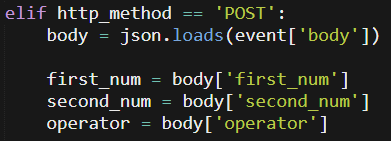 elif http_method == 'POST':
    body = json.loads(event['body'])

    first_num = body['first_num']
    second_num = body['second_num']
    operator = body['operator']